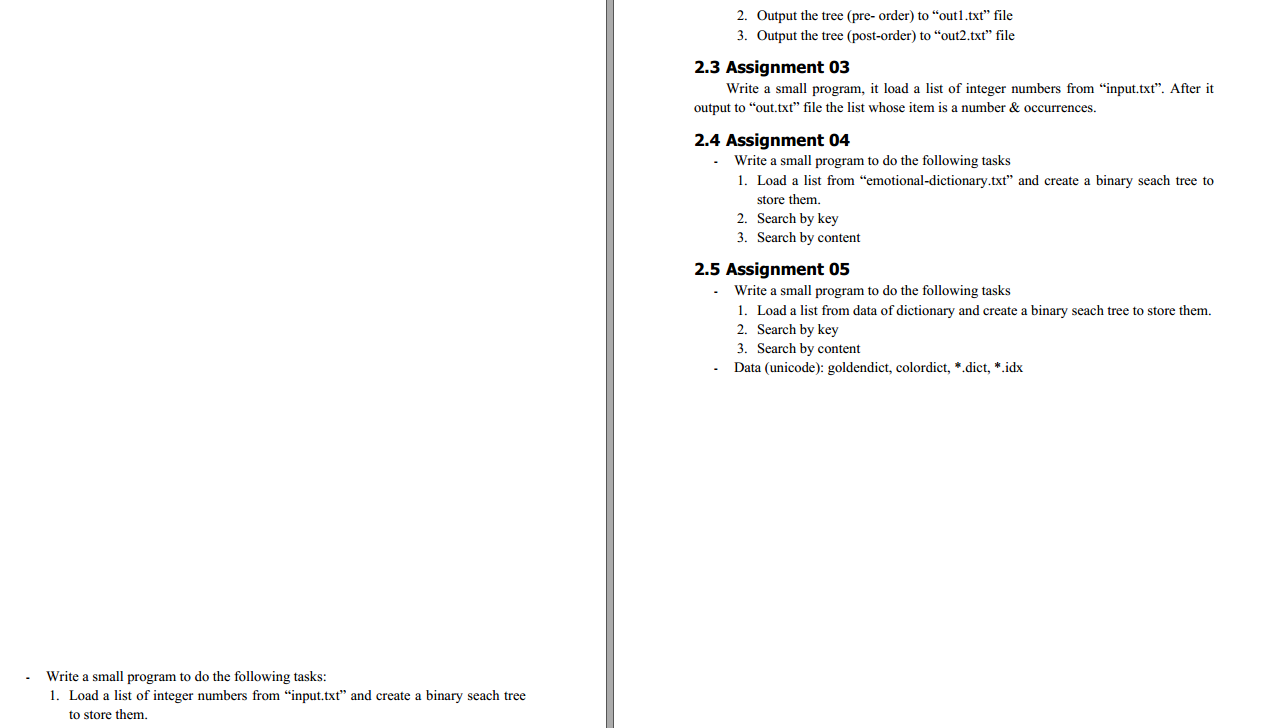 - Write a small program to do the following tasks:
1. Load a list of integer numbers from “input.txt” and create a binary seach tree
to store them.
2. Output the tree (pre- order) to “out1.txt” file
3. Output the tree (post-order) to “out2.txt” file
2.3 Assignment 03
Write a small program, it load a list of integer numbers from “input.txt”. After it
output to “out.txt” file the list whose item is a number & occurrences.
2.4 Assignment 04
- Write a small program to do the following tasks
1. Load a list from “emotional-dictionary.txt” and create a binary seach tree to
store them.
2. Search by key
3. Search by content
2.5 Assignment 05
- Write a small program to do the following tasks
1. Load a list from data of dictionary and create a binary seach tree to store them.
2. Search by key
3. Search by content
- Data (unicode): goldendict, colordict, *.dict, *.idx